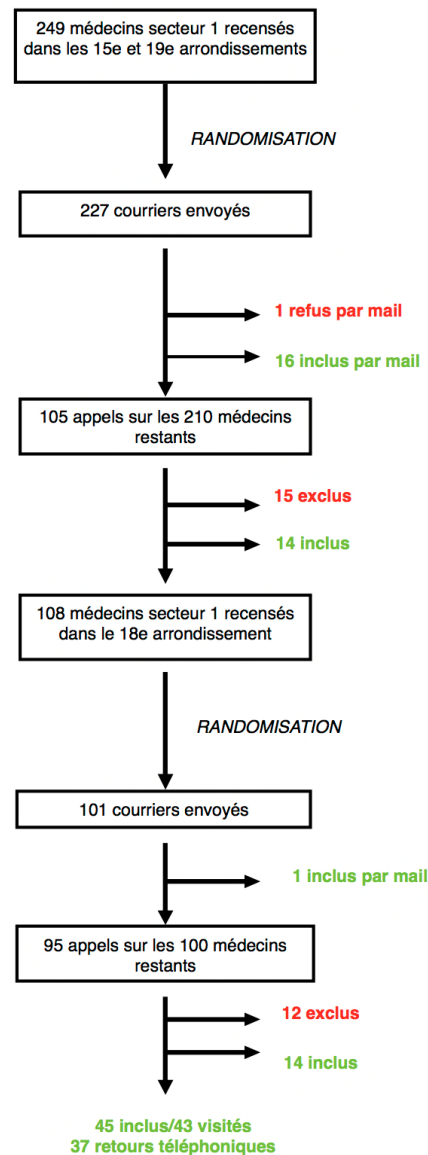 249 médecins secteur 1 recensés
dans les 15e et 19e arrondissements
RANDOMISATION
227 courriers envoyés
1 refus par mail
16 inclus par mail
105 appels sur les 210 médecins
restants
15 exclus
14 inclus
108 médecins secteur 1 recensés
dans le 18e arrondissement
RANDOMISATION
101 courriers envoyés
1 inclus par mail
95 appels sur les 100 médecins
restants
12 exclus
14 inclus
45 inclus/43 visités
37 retours téléphoniques